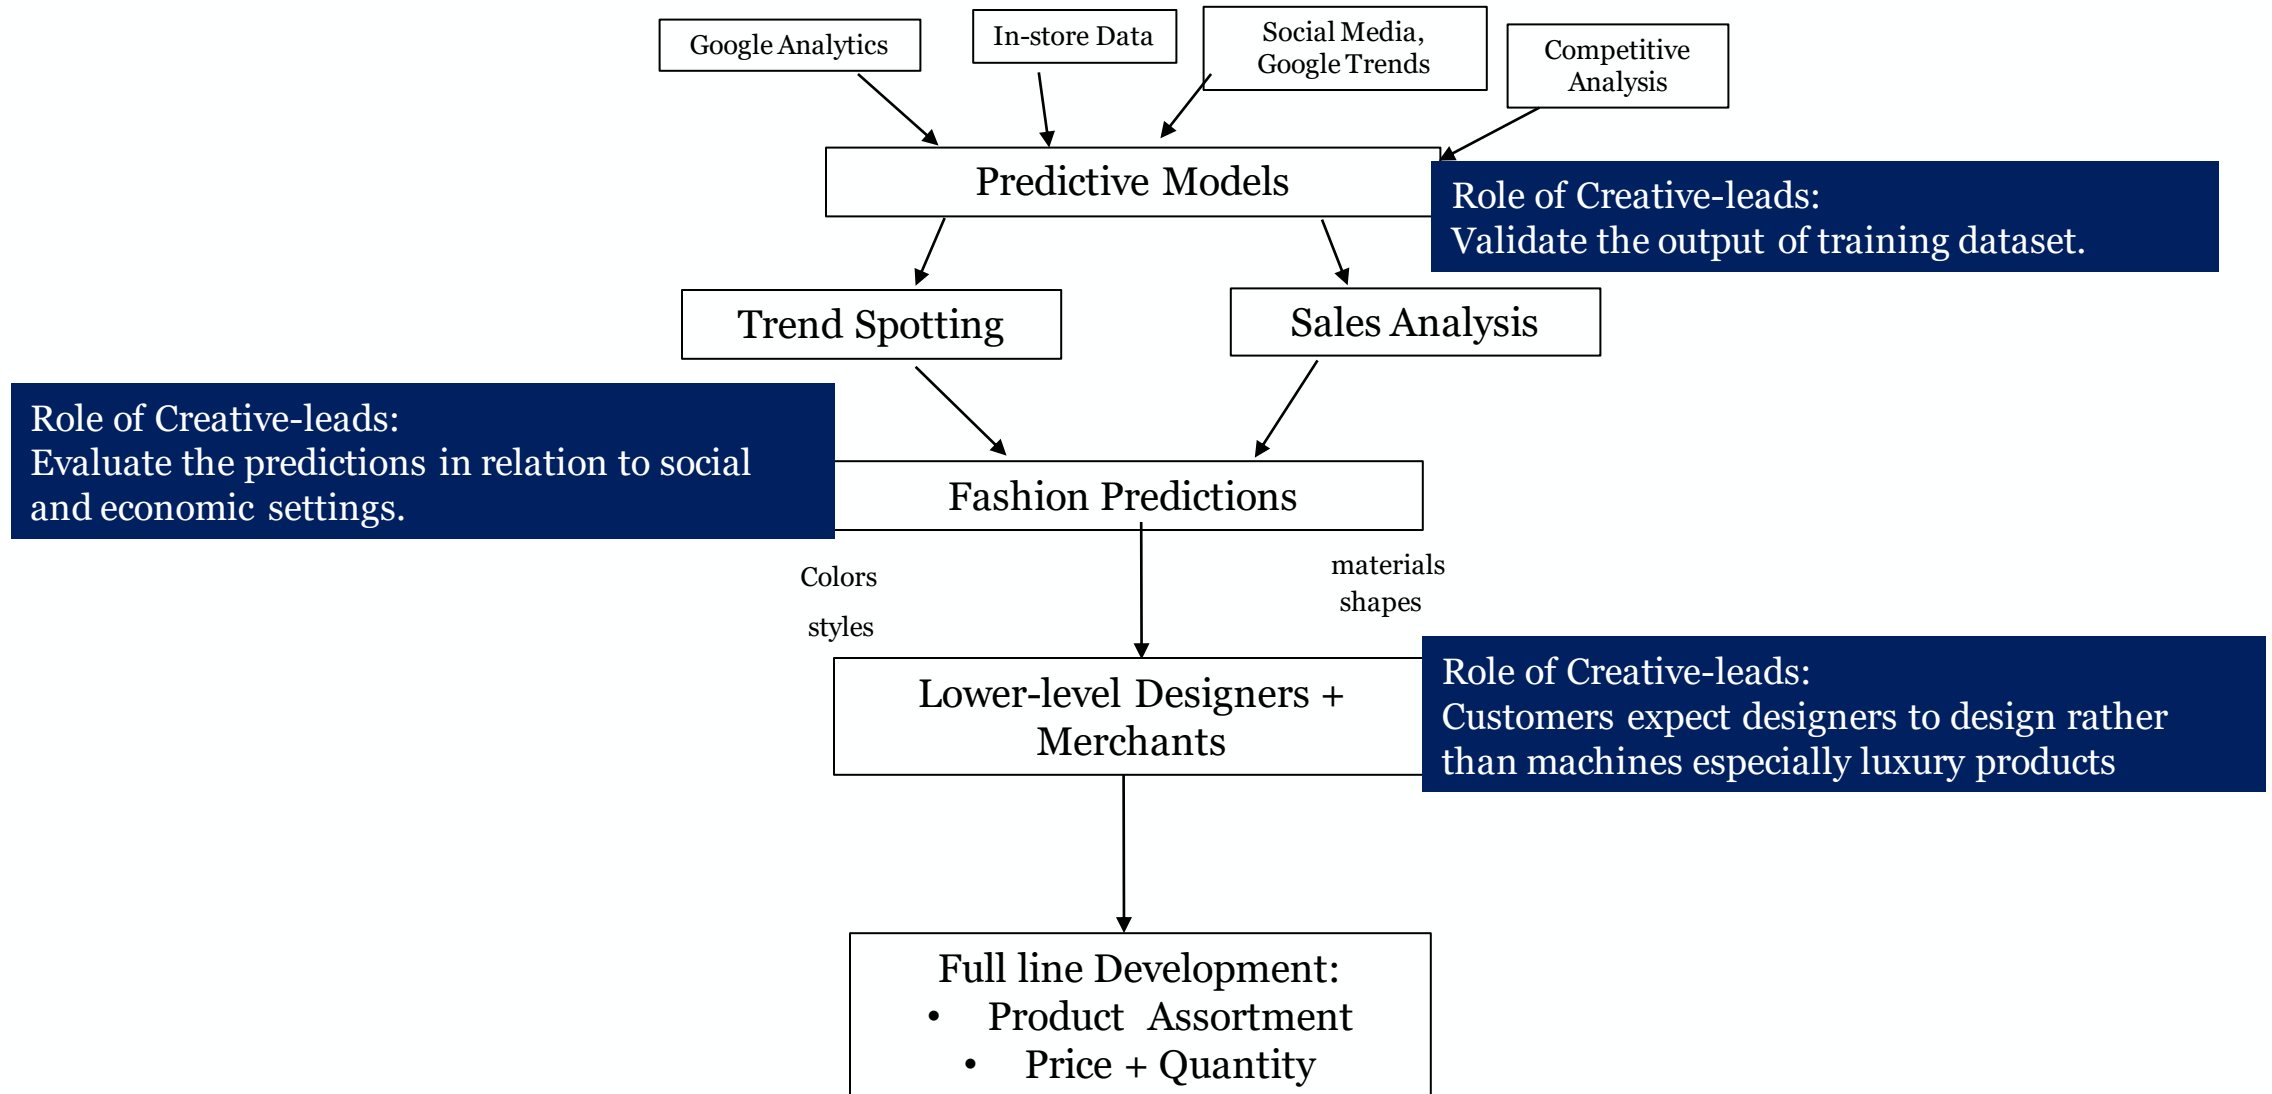 Google Analytics
In-store Data
Social Media,
Google Trends
Competitive
Analysis
Predictive Models
Role of Creative-leads:
Validate the output of training dataset.
Trend Spotting
Sales Analysis
Role of Creative-leads:
Evaluate the predictions in relation to social
and economic settings.
Fashion Predictions
Colors
styles
materials
shapes
Lower-level Designers +
Merchants
Role of Creative-leads:
Customers expect designers to design rather
than machines especially luxury products
Full line Development:
• Product Assortment
• Price + Quantity